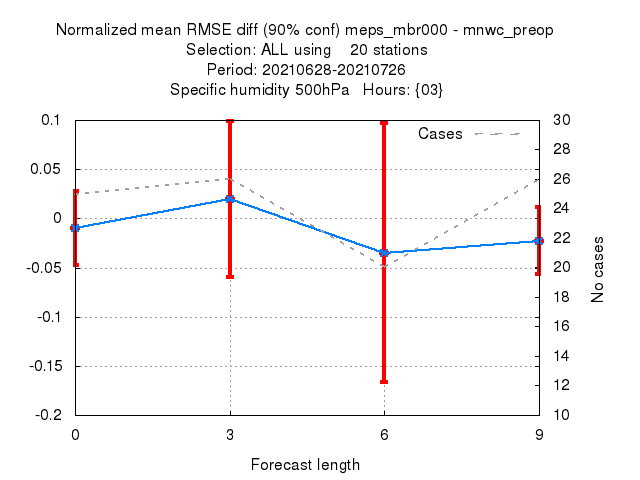 Normalized mean RMSE diff (90% conf) meps_mbr000 - mnwc_preop
Selection: ALL using 20 stations
Period: 20210628-20210726
Specific humidity 500hPa Hours: {03}
Cases
0.1
0.05
0
-0.05
-0.1
-0.15
-0.2
30
28
26
24
22
20
18
16
14
12
10
No cases
0 3 6 9
Forecast length